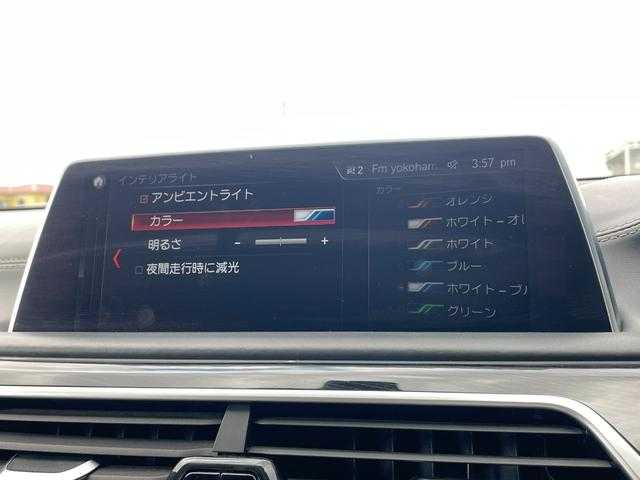 2 Fm yokoham 3:57 pm
インテリアライト
アンビエントライト
カラー
明るさ
- +
夜間走行時に減光
カラー
オレンジ
ホワイト-オレ
ホワイト
ブルー
ホワイト-ブル
グリーン